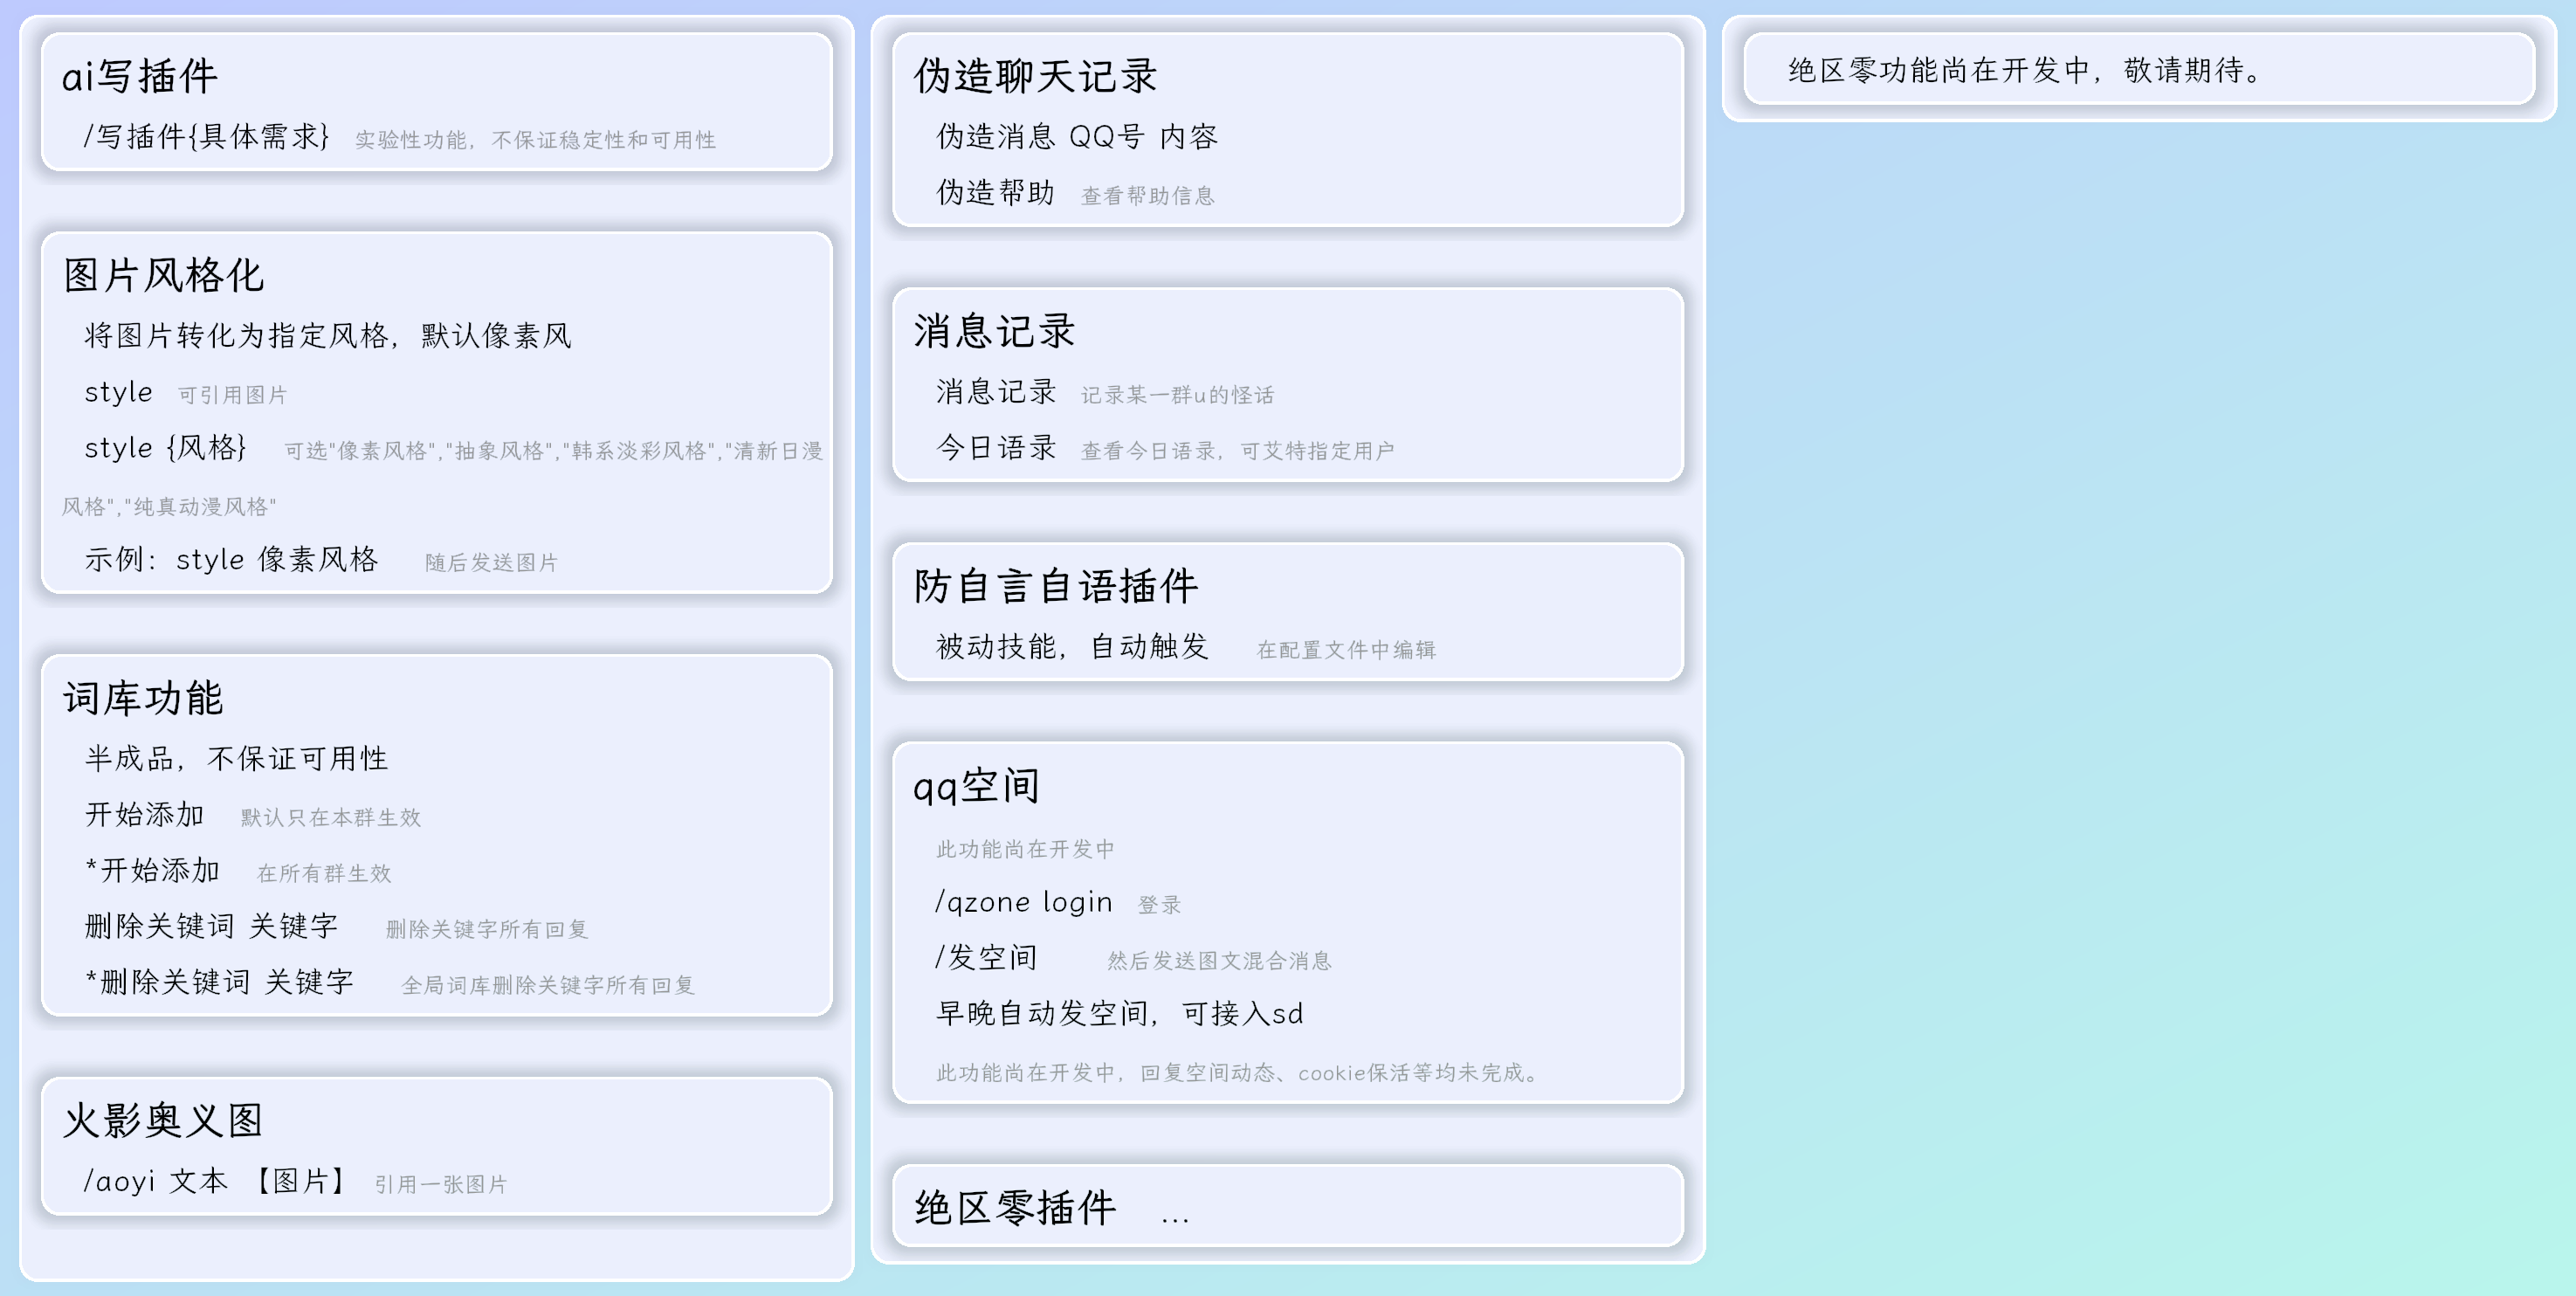 ai写插件
/写插件{具体需求} 实验性功能，不保证稳定性和可用性
图片风格化
将图片转化为指定风格，默认像素风
style 可引用图片
style {风格} 可选"像素风格","抽象风格","韩系淡彩风格","清新日漫
风格","纯真动漫风格"
示例：style 像素风格 随后发送图片
词库功能
半成品，不保证可用性
开始添加 默认只在本群生效
*开始添加 在所有群生效
删除关键词 关键字 删除关键字所有回复
*删除关键词 关键字 全局词库删除关键字所有回复
火影奥义图
/aoyi 文本 【图片】 引用一张图片
伪造聊天记录
伪造消息 QQ号 内容
伪造帮助 查看帮助信息
消息记录
消息记录 记录某一群u的怪话
今日语录 查看今日语录，可艾特指定用户
防自言自语插件
被动技能，自动触发 在配置文件中编辑
qq空间
此功能尚在开发中
/qzone login 登录
/发空间 然后发送图文混合消息
早晚自动发空间，可接入sd
此功能尚在开发中，回复空间动态、cookie保活等均未完成。
绝区零插件 ...
绝区零功能尚在开发中，敬请期待。